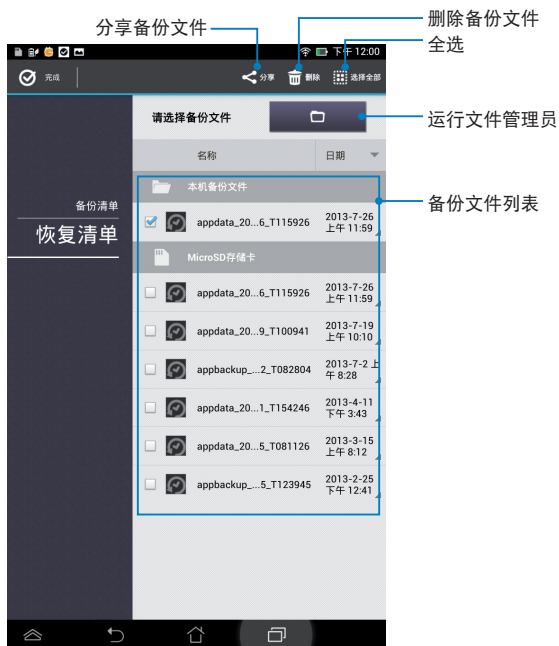 分享备份文件
删除备份文件
全选
运行文件管理员
备份文件列表
下午 12:00
完成
分享
删除
选择全部
请选择备份文件
名称
日期
备份清单
恢复清单
本机备份文件
appdata_20...6_T115926
2013-7-26
上午 11:59
MicroSD存储卡
appdata_20...6_T115926
2013-7-26
上午 11:59
appdata_20...9_T100941
2013-7-19
上午 10:10
appbackup_...2_T082804
2013-7-2 上
午 8:28
appdata_20...1_T154246
2013-4-11
下午 3:43
appdata_20...5_T081126
2013-3-15
上午 8:12
appbackup_...5_T123945
2013-2-25
下午 12:41